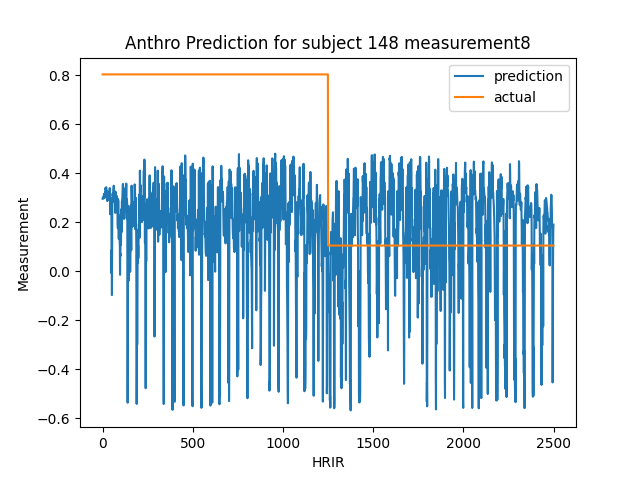 Anthro Prediction for subject 148 measurement8
prediction
actual
Measurement
0.8
0.6
0.4
0.2
0.0
−0.2
−0.4
−0.6
0
500
1000
1500
2000
2500
HRIR